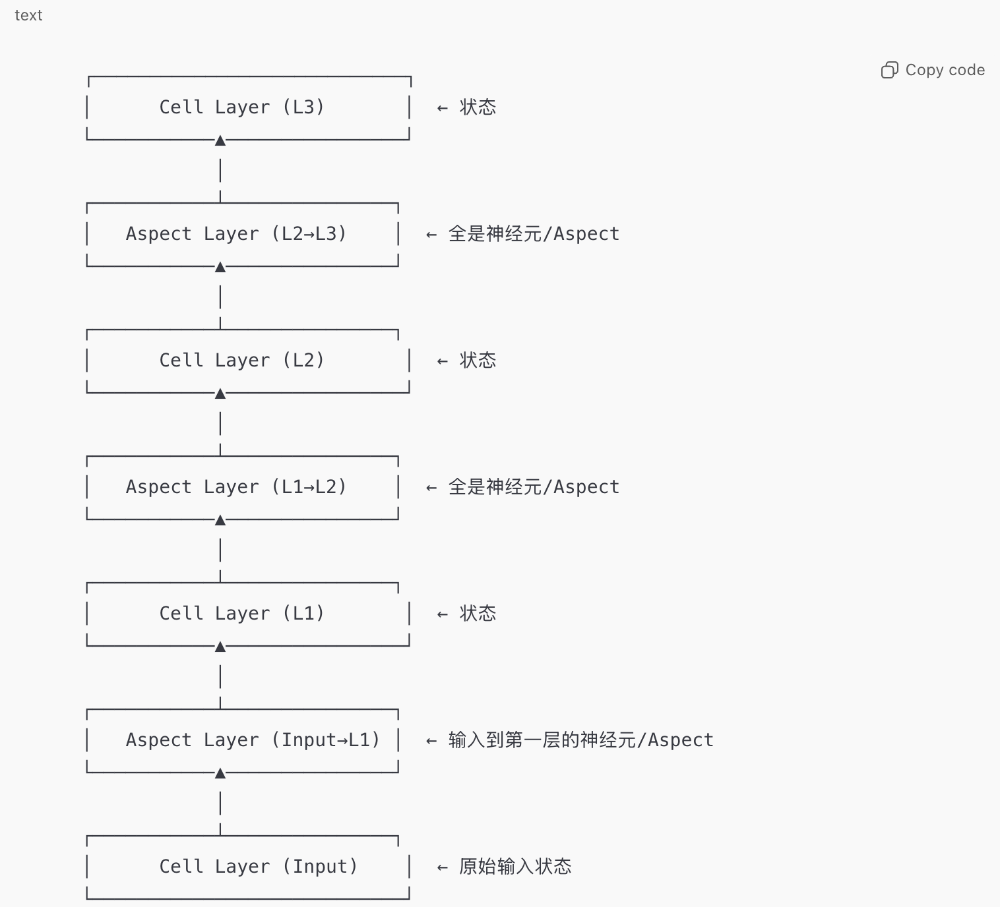 text
Copy code
Cell Layer (L3) ← 状态
Aspect Layer (L2→L3) ← 全是神经元/Aspect
Cell Layer (L2) ← 状态
Aspect Layer (L1→L2) ← 全是神经元/Aspect
Cell Layer (L1) ← 状态
Aspect Layer (Input→L1) ← 输入到第一层的神经元/Aspect
Cell Layer (Input) ← 原始输入状态